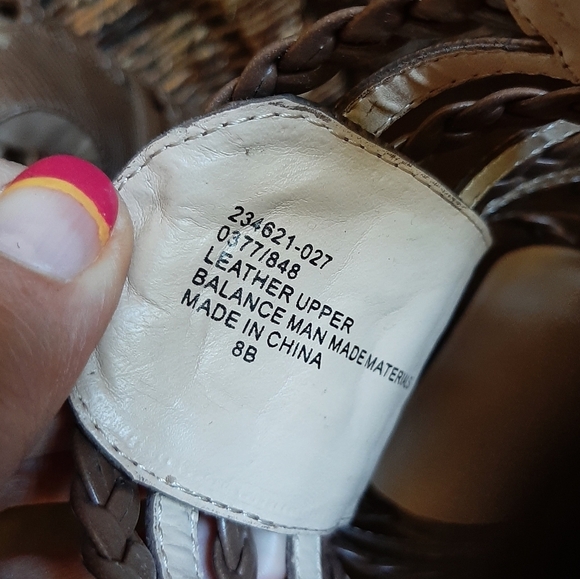 234621-027
0377/848
LEATHER UPPER
BALANCE MAN MADE MATERIALS
MADE IN CHINA
8B